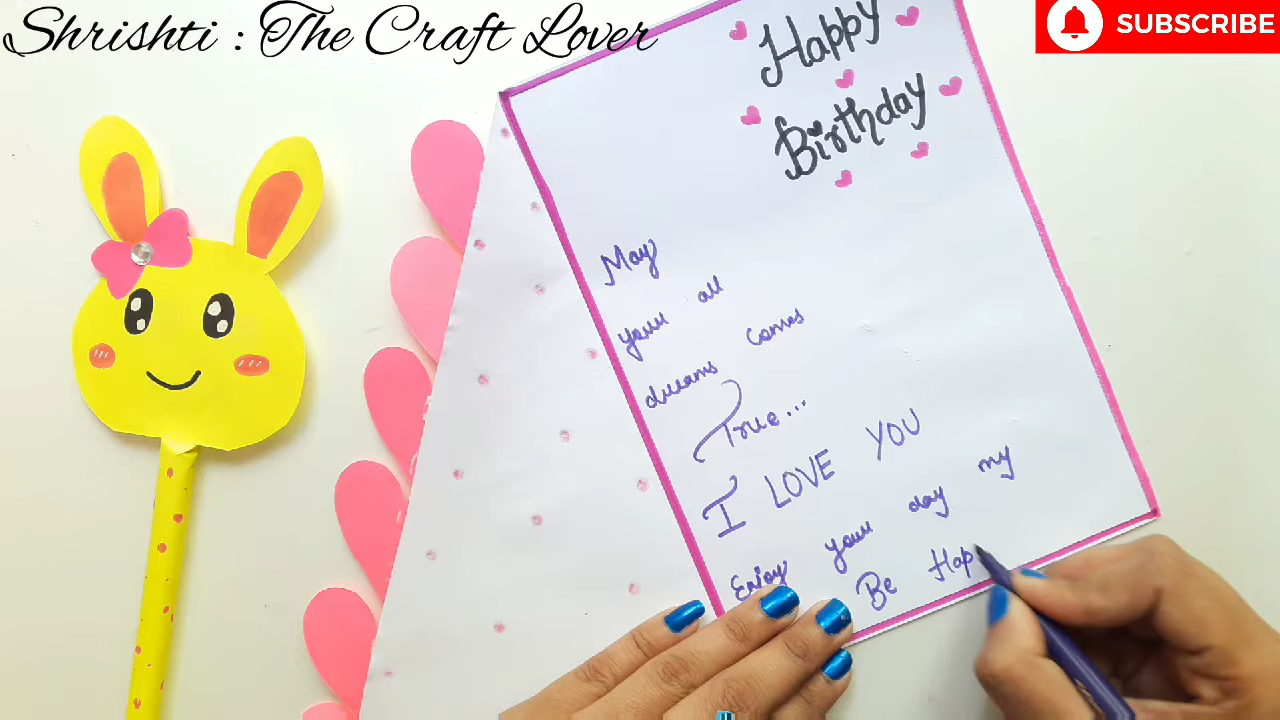 Shrishti : The Craft Lover
SUBSCRIBE
Happy
Birthday
May
your all
dreams comes
True...
I LOVE YOU
Enjoy your day my
Be Hap